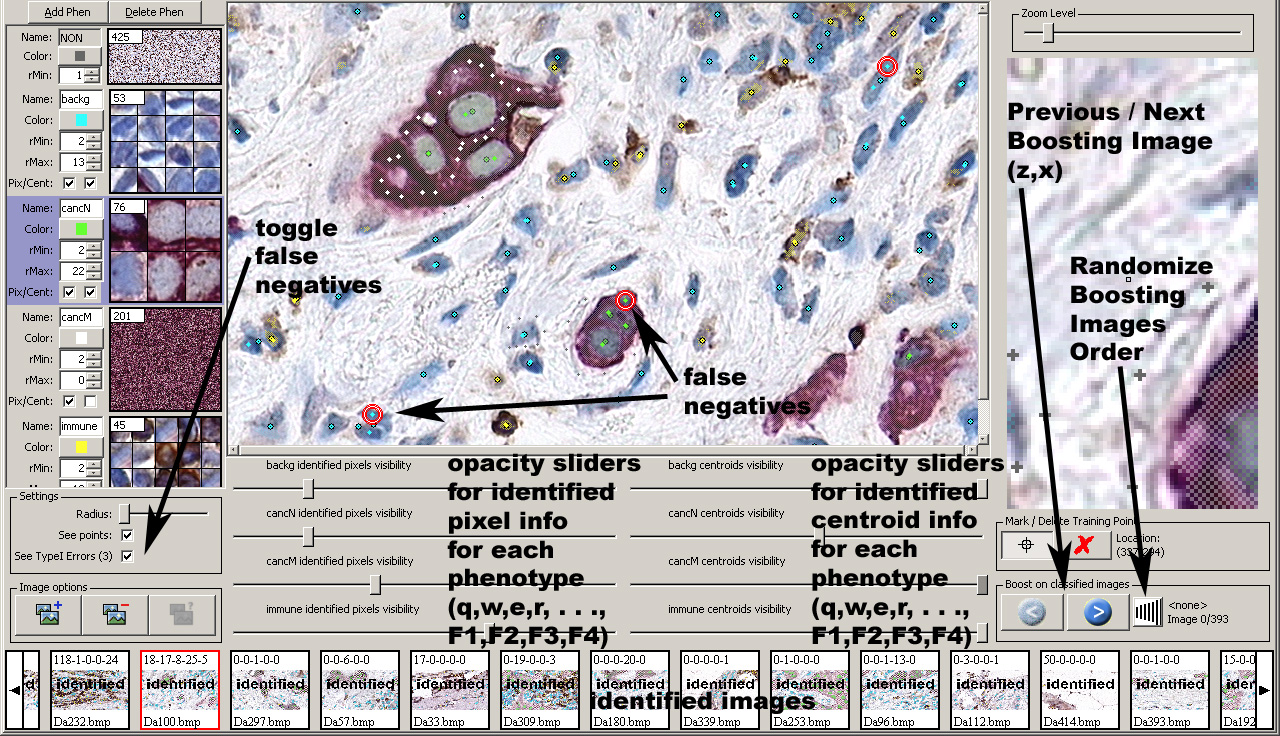 Add Phen
Delete Phen
Name: NON
Color:
rMin: 1
425
Name: backg
Color:
rMin: 2
rMax: 13
Pix/Cent:
53
Name: cancN
Color:
rMin: 2
rMax: 22
Pix/Cent:
76
Name: cancM
Color:
rMin: 2
rMax: 0
Pix/Cent:
201
Name: immune
Color:
rMin: 2
45
Settings
Radius:
See points:
See TypeI Errors (3)
Image options
toggle
false
negatives
false
negatives
backg identified pixels visibility
cancN identified pixels visibility
cancM identified pixels visibility
immune identified pixels visibility
opacity sliders
for identified
pixel info
for each
phenotype
(q,w,e,r, . . .,
F1,F2,F3,F4)
backg centroids visibility
cancN centroids visibility
cancM centroids visibility
immune centroids visibility
opacity sliders
for identified
centroid info
for each
phenotype
(q,w,e,r, . . .,
F1,F2,F3,F4)
Zoom Level
Previous / Next
Boosting Image
(z,x)
Randomize
Boosting
Images
Order
Mark / Delete Training Point
Location:
Boost on classified images
<none>
Image 0/393
118-1-0-0-24
identified
Da232.bmp
18-17-8-25-5
identified
Da100.bmp
0-0-1-0-0
identified
Da297.bmp
0-0-6-0-0
identified
Da57.bmp
17-0-0-0-0
identified
Da33.bmp
0-19-0-0-3
identified
Da309.bmp
0-0-0-20-0
identified
Da180.bmp
0-0-0-0-1
identified
Da339.bmp
0-1-0-0-0
identified
Da253.bmp
0-0-1-13-0
identified
Da96.bmp
0-3-0-0-1
identified
Da112.bmp
50-0-0-0-0
identified
Da414.bmp
0-0-1-0-0
identified
Da393.bmp
15-0-0
Da192
identified images